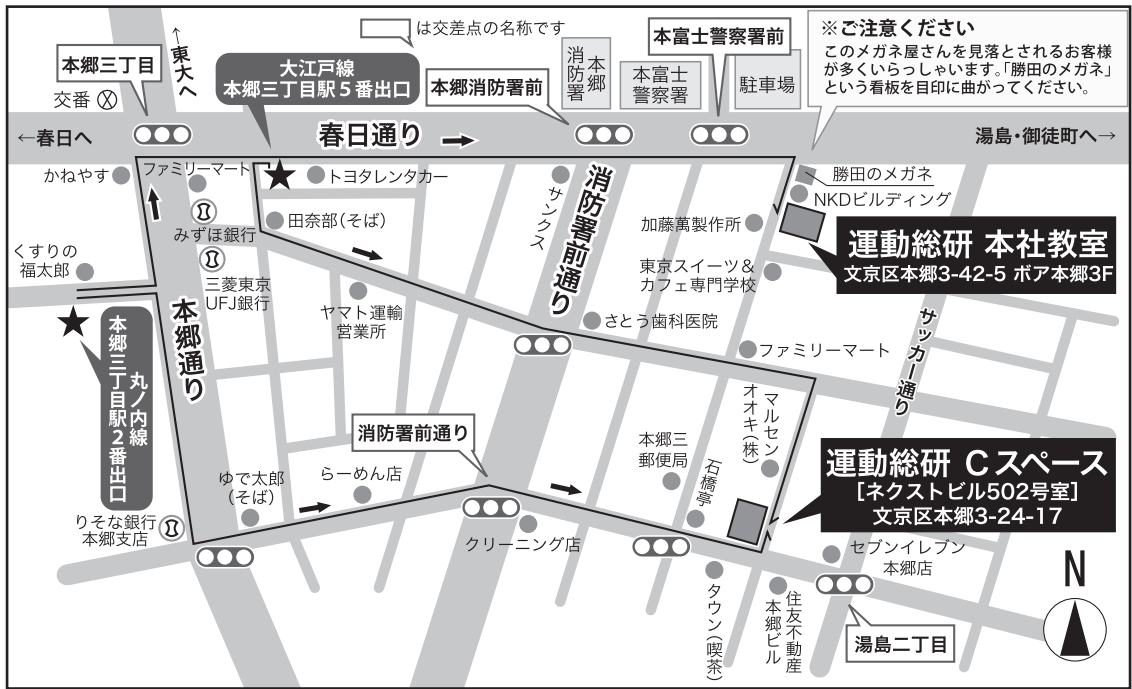 は交差点の名称です
←東大へ
本郷三丁目
交番
大江戸線
本郷三丁目駅5番出口
本郷消防署前
本郷
消防署
本富士警察署前
本富士
警察署
駐車場
※ご注意ください
このメガネ屋さんを見落とされるお客様
が多くいらっしゃいます。「勝田のメガネ」
という看板を目印に曲がってください。
←春日へ
春日通り
湯島・御徒町へ→
かねやす
ファミリーマート
トヨタレンタカー
サンクス
消防署前通り
勝田のメガネ
NKDビルディング
田奈部(そば)
加藤萬製作所
みずほ銀行
運動総研 本社教室
文京区本郷3-42-5 ボア本郷3F
くすりの
福太郎
三菱東京
UFJ銀行
東京スイーツ&
カフェ専門学校
本郷通り
ヤマト運輸
営業所
さとう歯科医院
サッカー通り
ファミリーマート
丸ノ内線
本郷三丁目駅2番出口
マルセン
オオキ(株)
消防署前通り
本郷三
郵便局
石橋亭
運動総研 Cスペース
[ネクストビル502号室]
文京区本郷3-24-17
ゆで太郎
(そば)
らーめん店
りそな銀行
本郷支店
クリーニング店
セブンイレブン
本郷店
タウン(喫茶)
住友不動産
本郷ビル
湯島二丁目
N